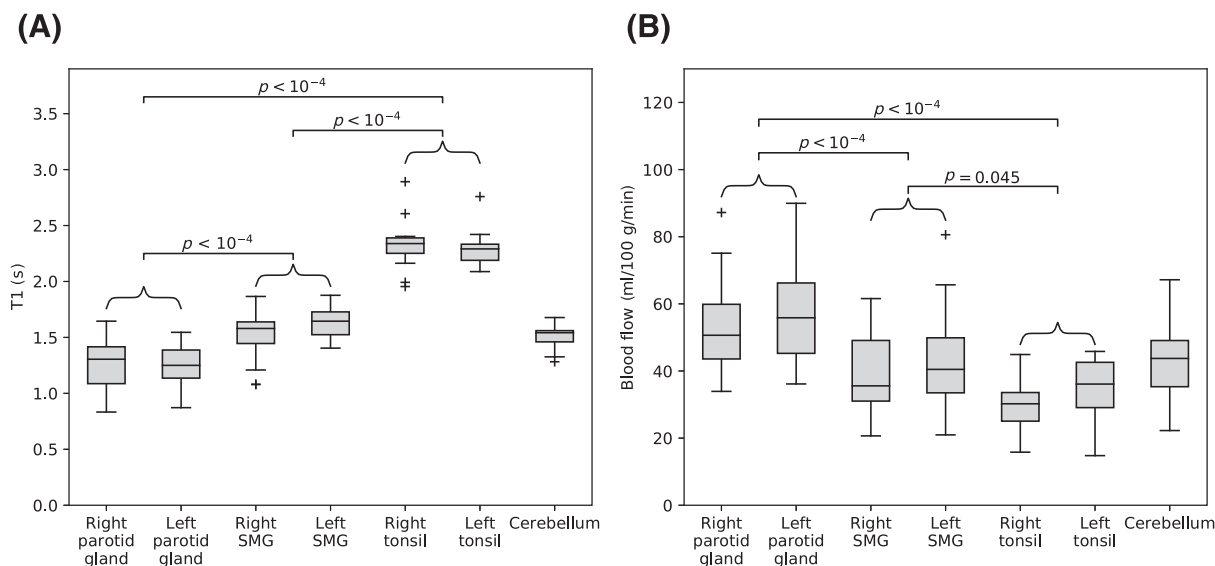 (A)
T1 (s)
3.5
3.0
2.5
2.0
1.5
1.0
0.5
0.0
p < 10⁻⁴
p < 10⁻⁴
p < 10⁻⁴
Right
parotid
gland
Left
parotid
gland
Right
SMG
Left
SMG
Right
tonsil
Left
tonsil
Cerebellum
(B)
Blood flow (ml/100 g/min)
120
100
80
60
40
20
0
p < 10⁻⁴
p < 10⁻⁴
p = 0.045
Right
parotid
gland
Left
parotid
gland
Right
SMG
Left
SMG
Right
tonsil
Left
tonsil
Cerebellum